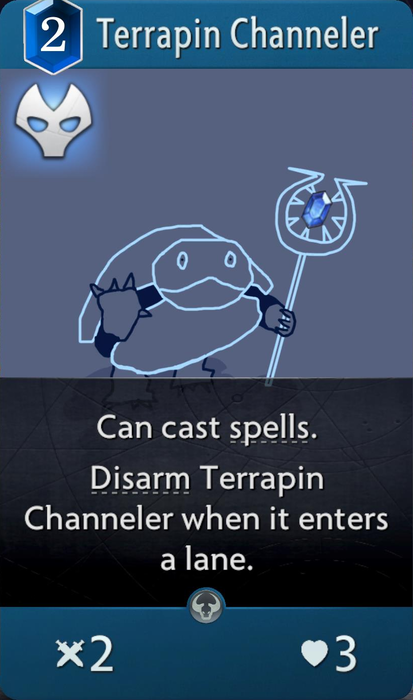 2
Terrapin Channeler
Can cast spells.
Disarm Terrapin
Channeler when it enters
a lane.
2
3